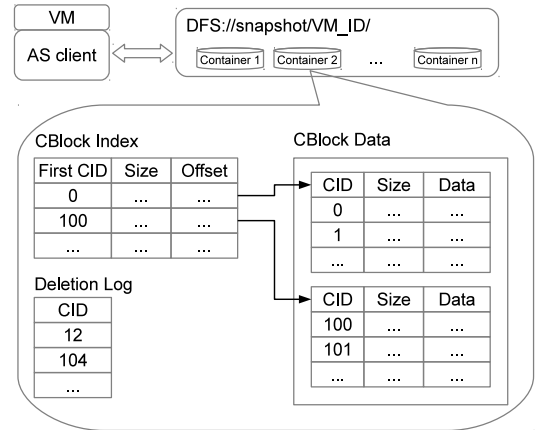 VM
AS client
DFS://snapshot/VM_ID/
Container 1 Container 2 ... Container n
CBlock Index
First CID Size Offset
0 ... ...
100 ... ...
... ... ...
Deletion Log
CID
12
104
...
CBlock Data
CID Size Data
0 ... ...
1 ... ...
... ... ...
CID Size Data
100 ... ...
101 ... ...
... ... ...